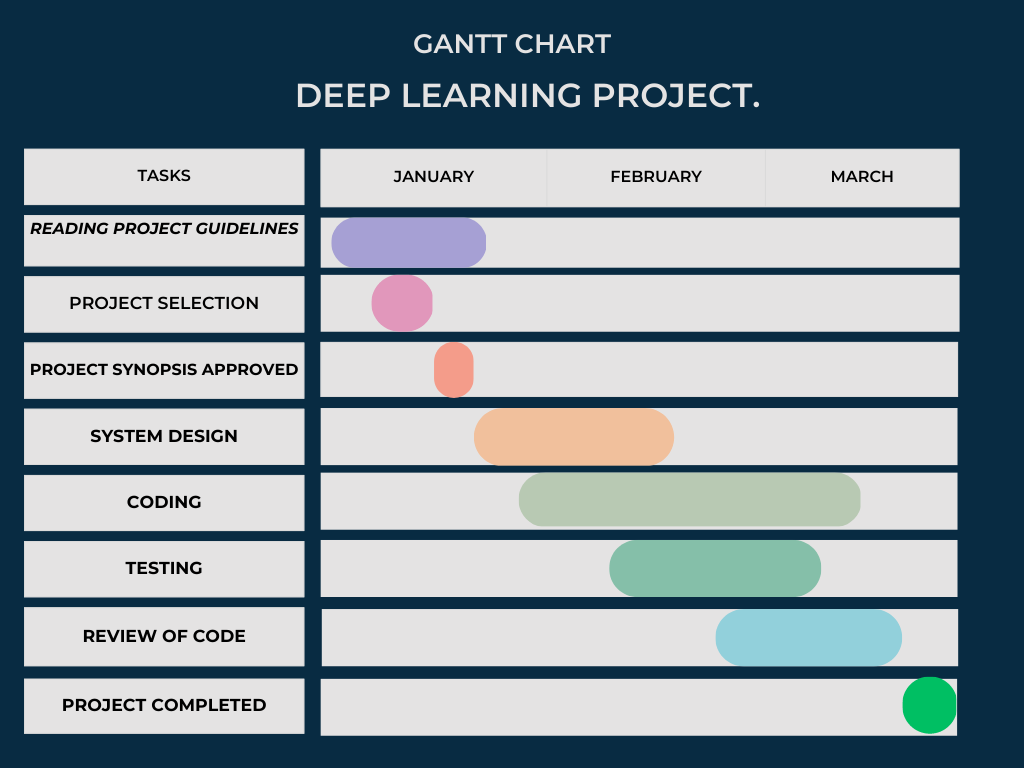 GANTT CHART
DEEP LEARNING PROJECT.
TASKS
JANUARY
FEBRUARY
MARCH
READING PROJECT GUIDELINES
PROJECT SELECTION
PROJECT SYNOPSIS APPROVED
SYSTEM DESIGN
CODING
TESTING
REVIEW OF CODE
PROJECT COMPLETED